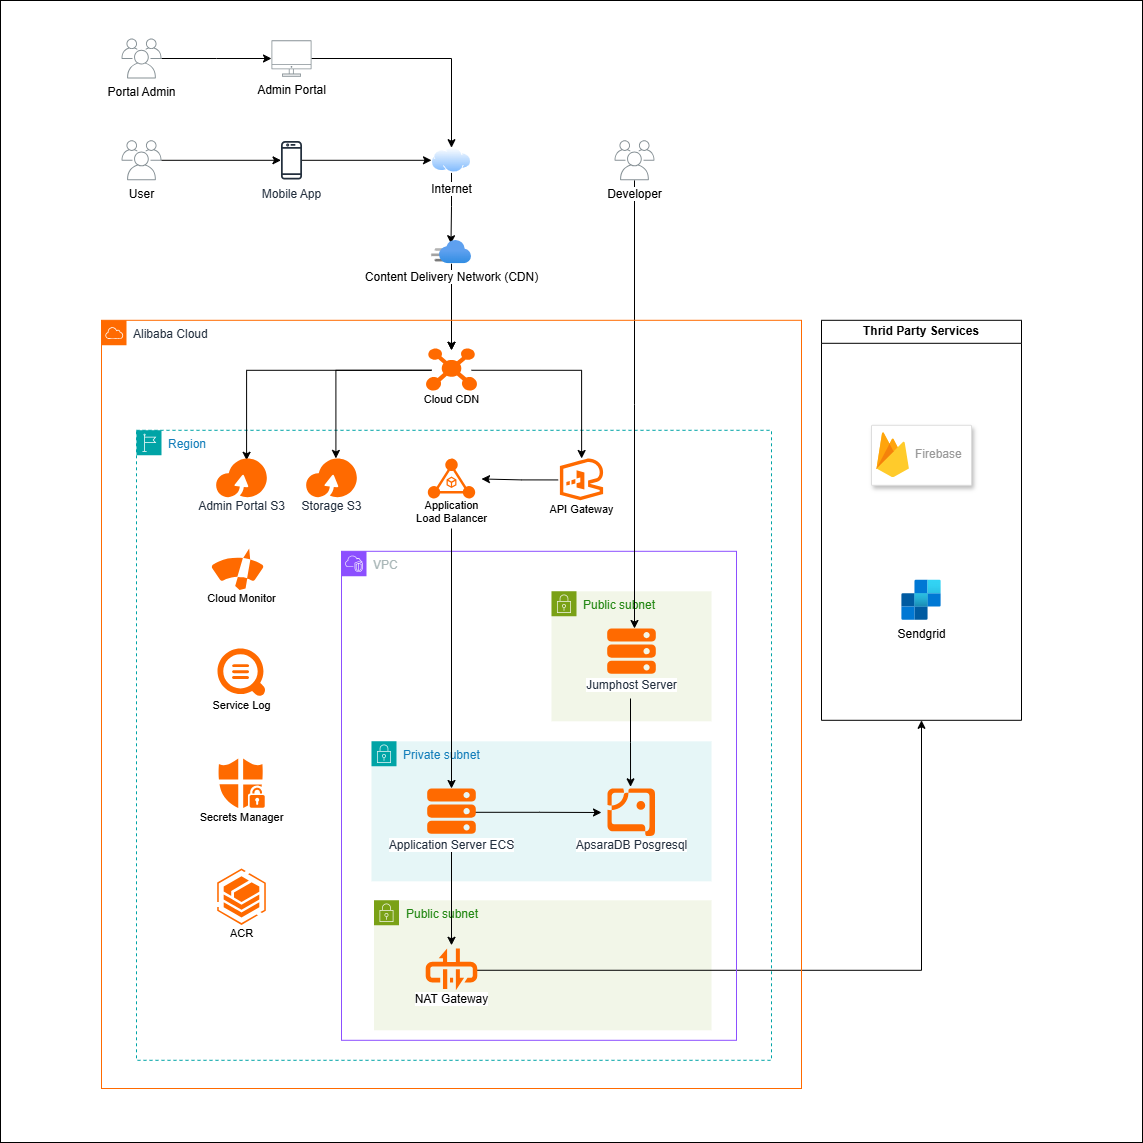 Portal Admin
Admin Portal
User
Mobile App
Internet
Developer
Content Delivery Network (CDN)
Alibaba Cloud
Thrid Party Services
Cloud CDN
Region
Firebase
Admin Portal S3
Storage S3
Application
Load Balancer
API Gateway
VPC
Cloud Monitor
Public subnet
Sendgrid
Jumphost Server
Service Log
Private subnet
Secrets Manager
Application Server ECS
ApsaraDB Posgresql
Public subnet
ACR
NAT Gateway